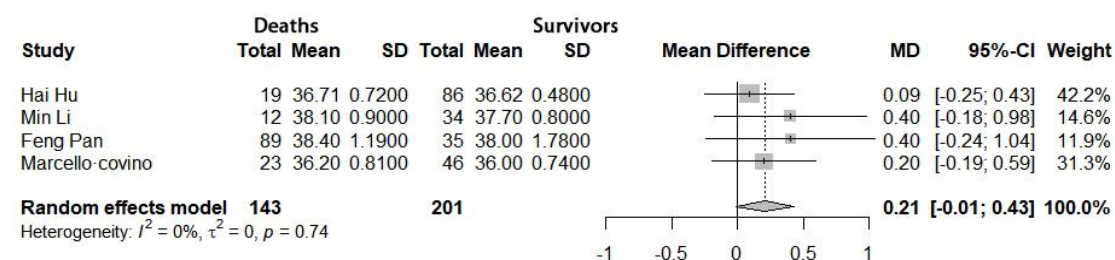 Deaths Survivors
Study Total Mean SD Total Mean SD Mean Difference MD 95%-CI Weight
Hai Hu 19 36.71 0.7200 86 36.62 0.4800 0.09 [-0.25; 0.43] 42.2%
Min Li 12 38.10 0.9000 34 37.70 0.8000 0.40 [-0.18; 0.98] 14.6%
Feng Pan 89 38.40 1.1900 35 38.00 1.7800 0.40 [-0.24; 1.04] 11.9%
Marcello·covino 23 36.20 0.8100 46 36.00 0.7400 0.20 [-0.19; 0.59] 31.3%
Random effects model 143 201 0.21 [-0.01; 0.43] 100.0%
Heterogeneity: I² = 0%, τ² = 0, p = 0.74
-1 -0.5 0 0.5 1